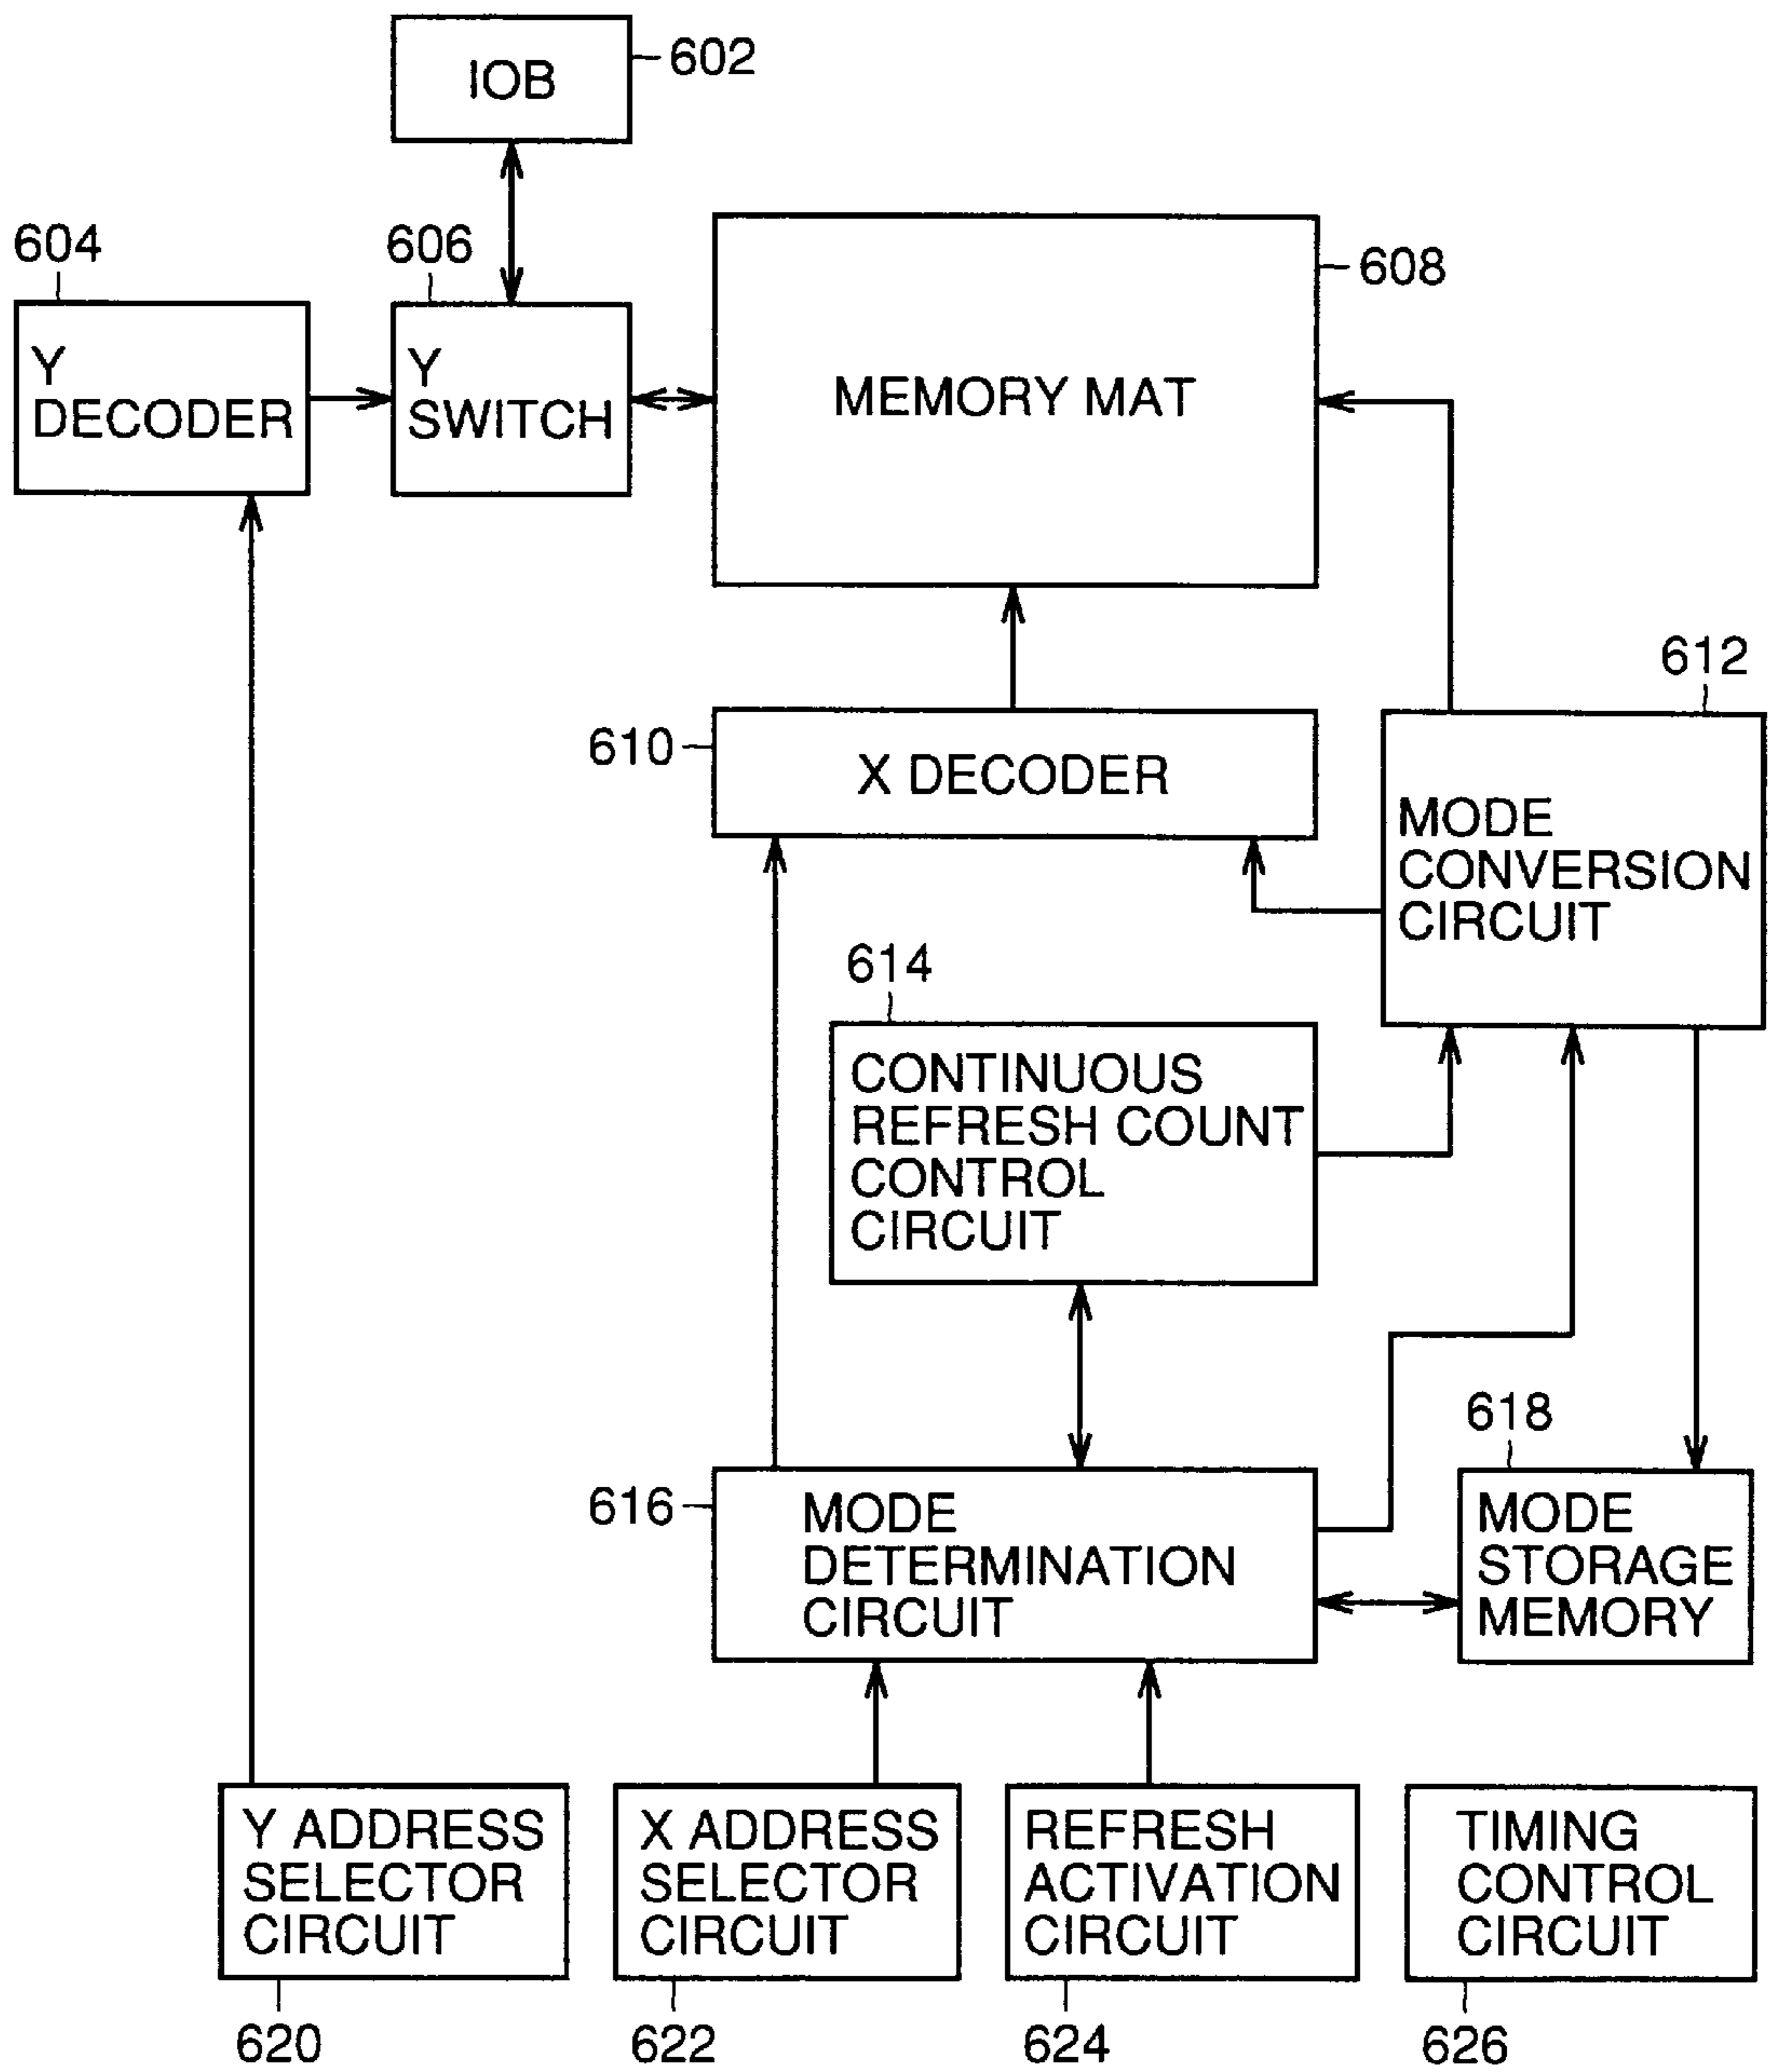 IOB
602
604
606
608
Y
DECODER
Y
SWITCH
MEMORY MAT
612
610
X DECODER
MODE
CONVERSION
CIRCUIT
614
CONTINUOUS
REFRESH COUNT
CONTROL
CIRCUIT
618
616
MODE
DETERMINATION
CIRCUIT
MODE
STORAGE
MEMORY
Y ADDRESS
SELECTOR
CIRCUIT
X ADDRESS
SELECTOR
CIRCUIT
REFRESH
ACTIVATION
CIRCUIT
TIMING
CONTROL
CIRCUIT
620
622
624
626